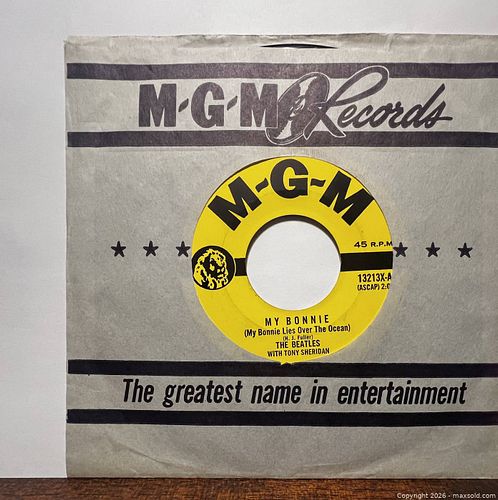 M-G-M Records
M-G-M
45 R.P.M
13213X-A
(ASCAP) 2:0
MY BONNIE
(My Bonnie Lies Over The Ocean)
(H. J. Fuller)
THE BEATLES
WITH TONY SHERIDAN
The greatest name in entertainment
Copyright 2026 - maxsold.com